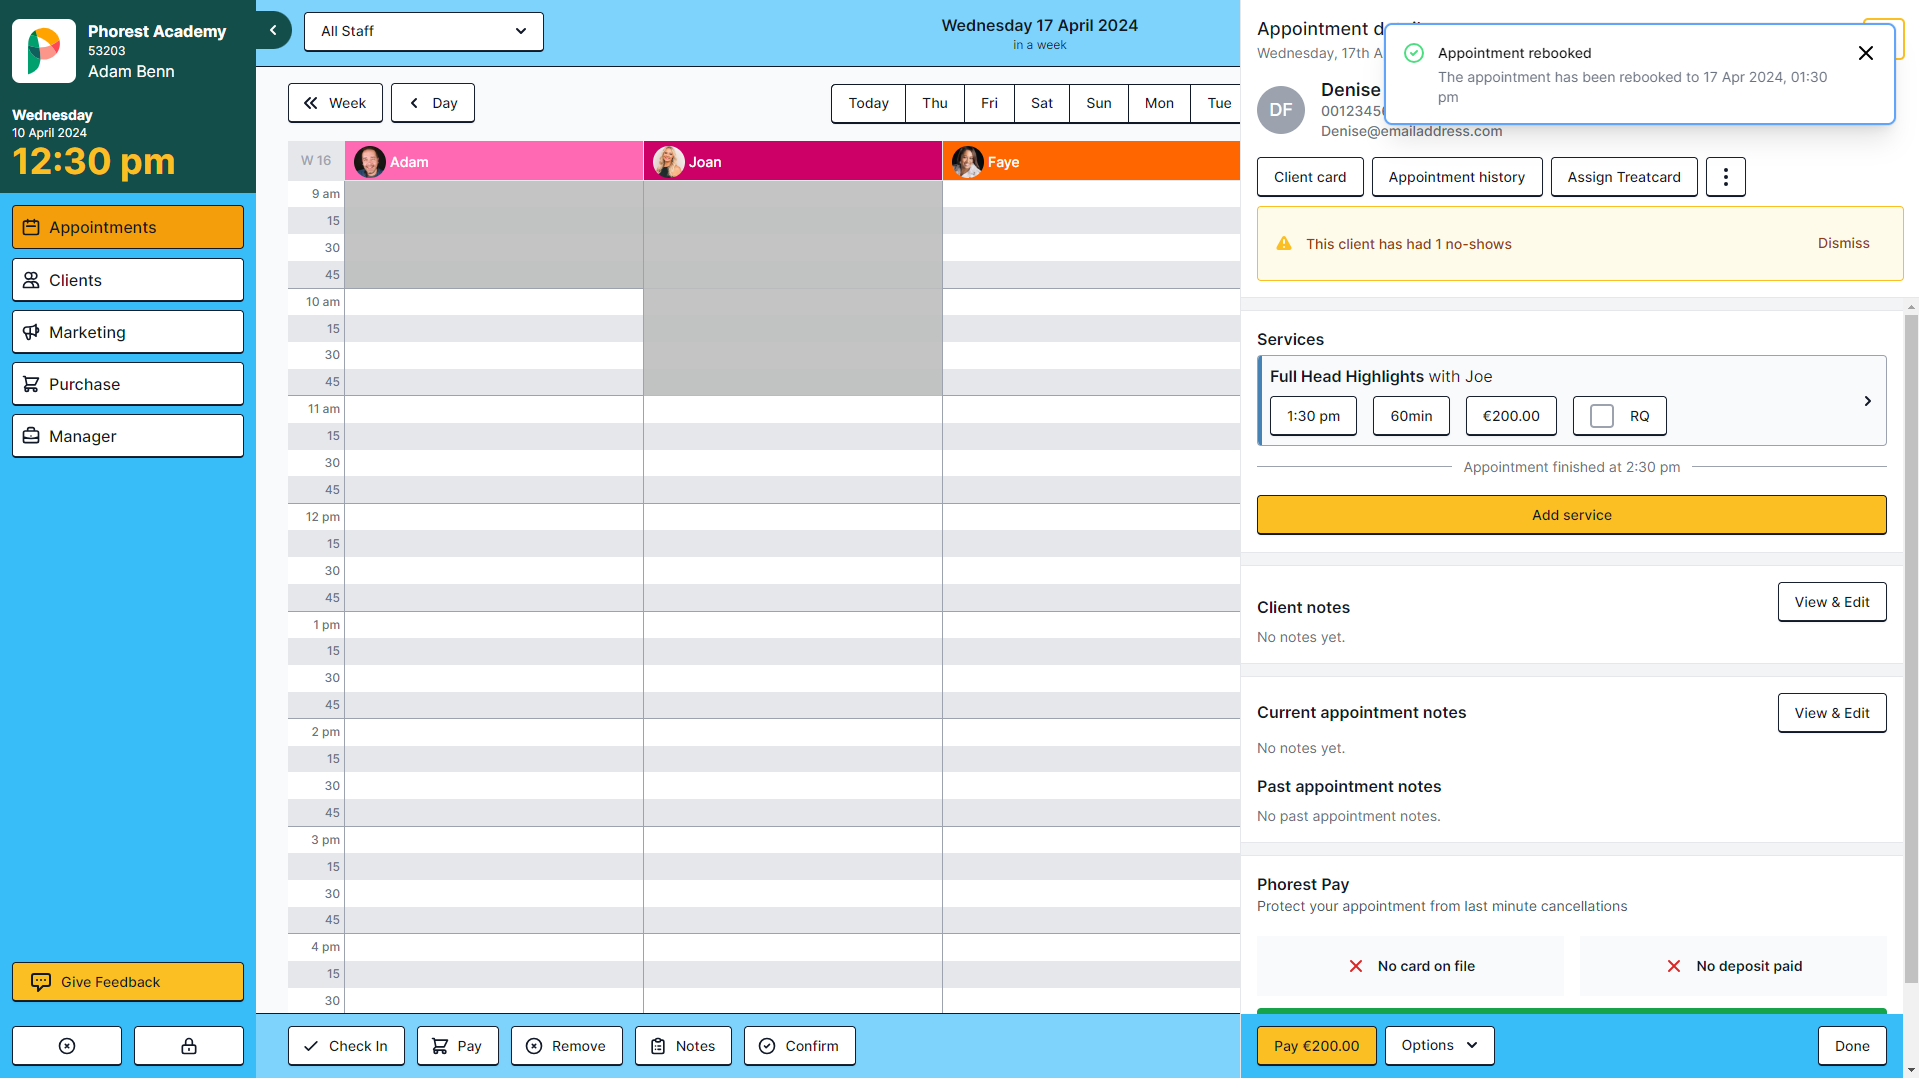 Phorest Academy
53203
Adam Benn
Wednesday
10 April 2024
12:30 pm
Appointments
Clients
Marketing
Purchase
Manager
Give Feedback
All Staff
Wednesday 17 April 2024
in a week
Week
Day
Today
Thu
Fri
Sat
Sun
Mon
Tue
W 16
Adam
Joan
Faye
9 am
15
30
45
10 am
15
30
45
11 am
15
30
45
12 pm
15
30
45
1 pm
15
30
45
2 pm
15
30
45
3 pm
15
30
45
4 pm
15
30
Check In
Pay
Remove
Notes
Confirm
Appointment
Wednesday, 17th
Appointment rebooked
The appointment has been rebooked to 17 Apr 2024, 01:30
pm
DF
Denise
Denise@emailaddress.com
Client card
Appointment history
Assign Treatcard
This client has had 1 no-shows
Dismiss
Services
Full Head Highlights with Joe
1:30 pm
60min
€200.00
RQ
Appointment finished at 2:30 pm
Add service
Client notes
View & Edit
No notes yet.
Current appointment notes
View & Edit
No notes yet.
Past appointment notes
No past appointment notes.
Phorest Pay
Protect your appointment from last minute cancellations
No card on file
No deposit paid
Pay €200.00
Options
Done